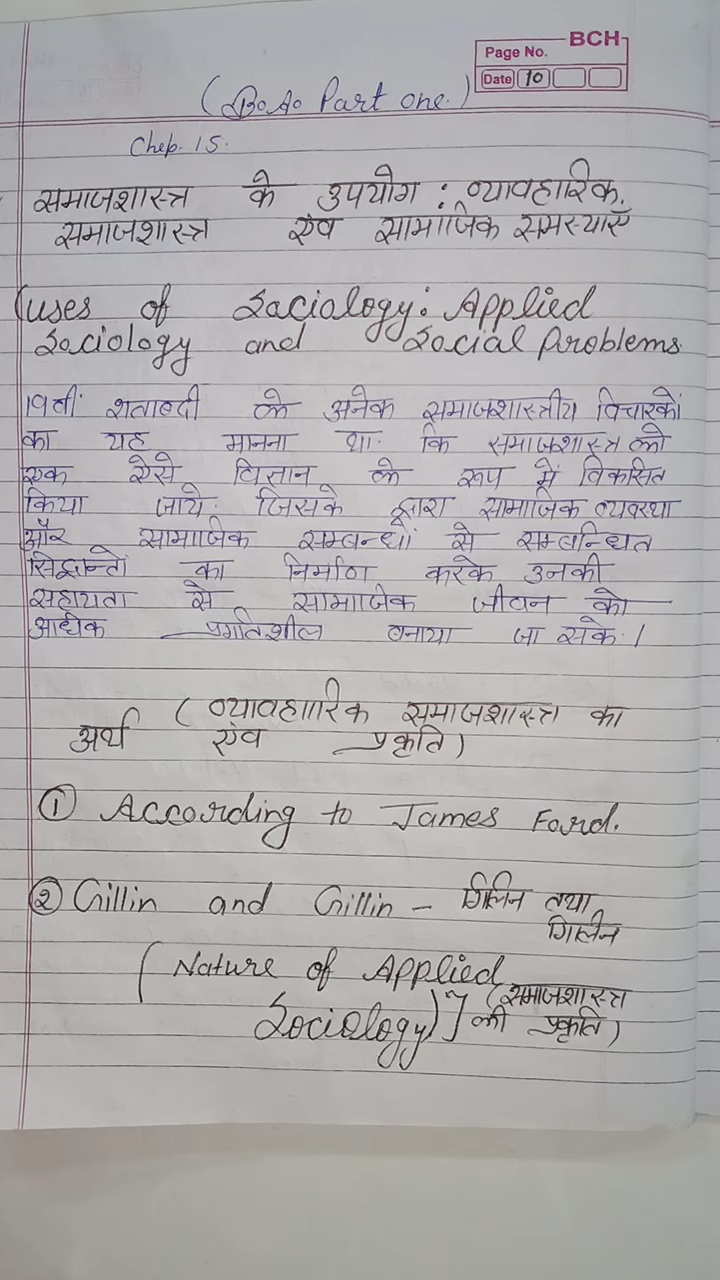 BCH
Page No.
Date 10
(B.A. Part one.)
Chep. 15.
समाजशास्त्र के उपयोग : व्यावहारिक.
समाजशास्त्र एंव सामाजिक समस्याएँ
(uses of Sociology: Applied
Sociology and Social Problems
19वीं शताब्दी के अनेक समाजशास्त्रीय विचारकों
का यह मानना था. कि समाजशास्त्र को
एक ऐसे विज्ञान के रूप में विकसित
किया जाये. जिसके द्वारा सामाजिक व्यवस्था
और सामाजिक सम्बन्धों से सम्बन्धित
सिद्धान्तो का निर्माण करके उनकी
सहायता से सामाजिक जीवन को
अधिक प्रगतिशील बनाया जा सके. ।
(व्यावहारिक समाजशास्त्र का
अर्थ एंव प्रकृति)
① According to James Ford.
② Gillin and Gillin - गिलिन तथा
गिलिन
(Nature of Applied
Sociology)"] (समाजशास्त्र
की प्रकृति)